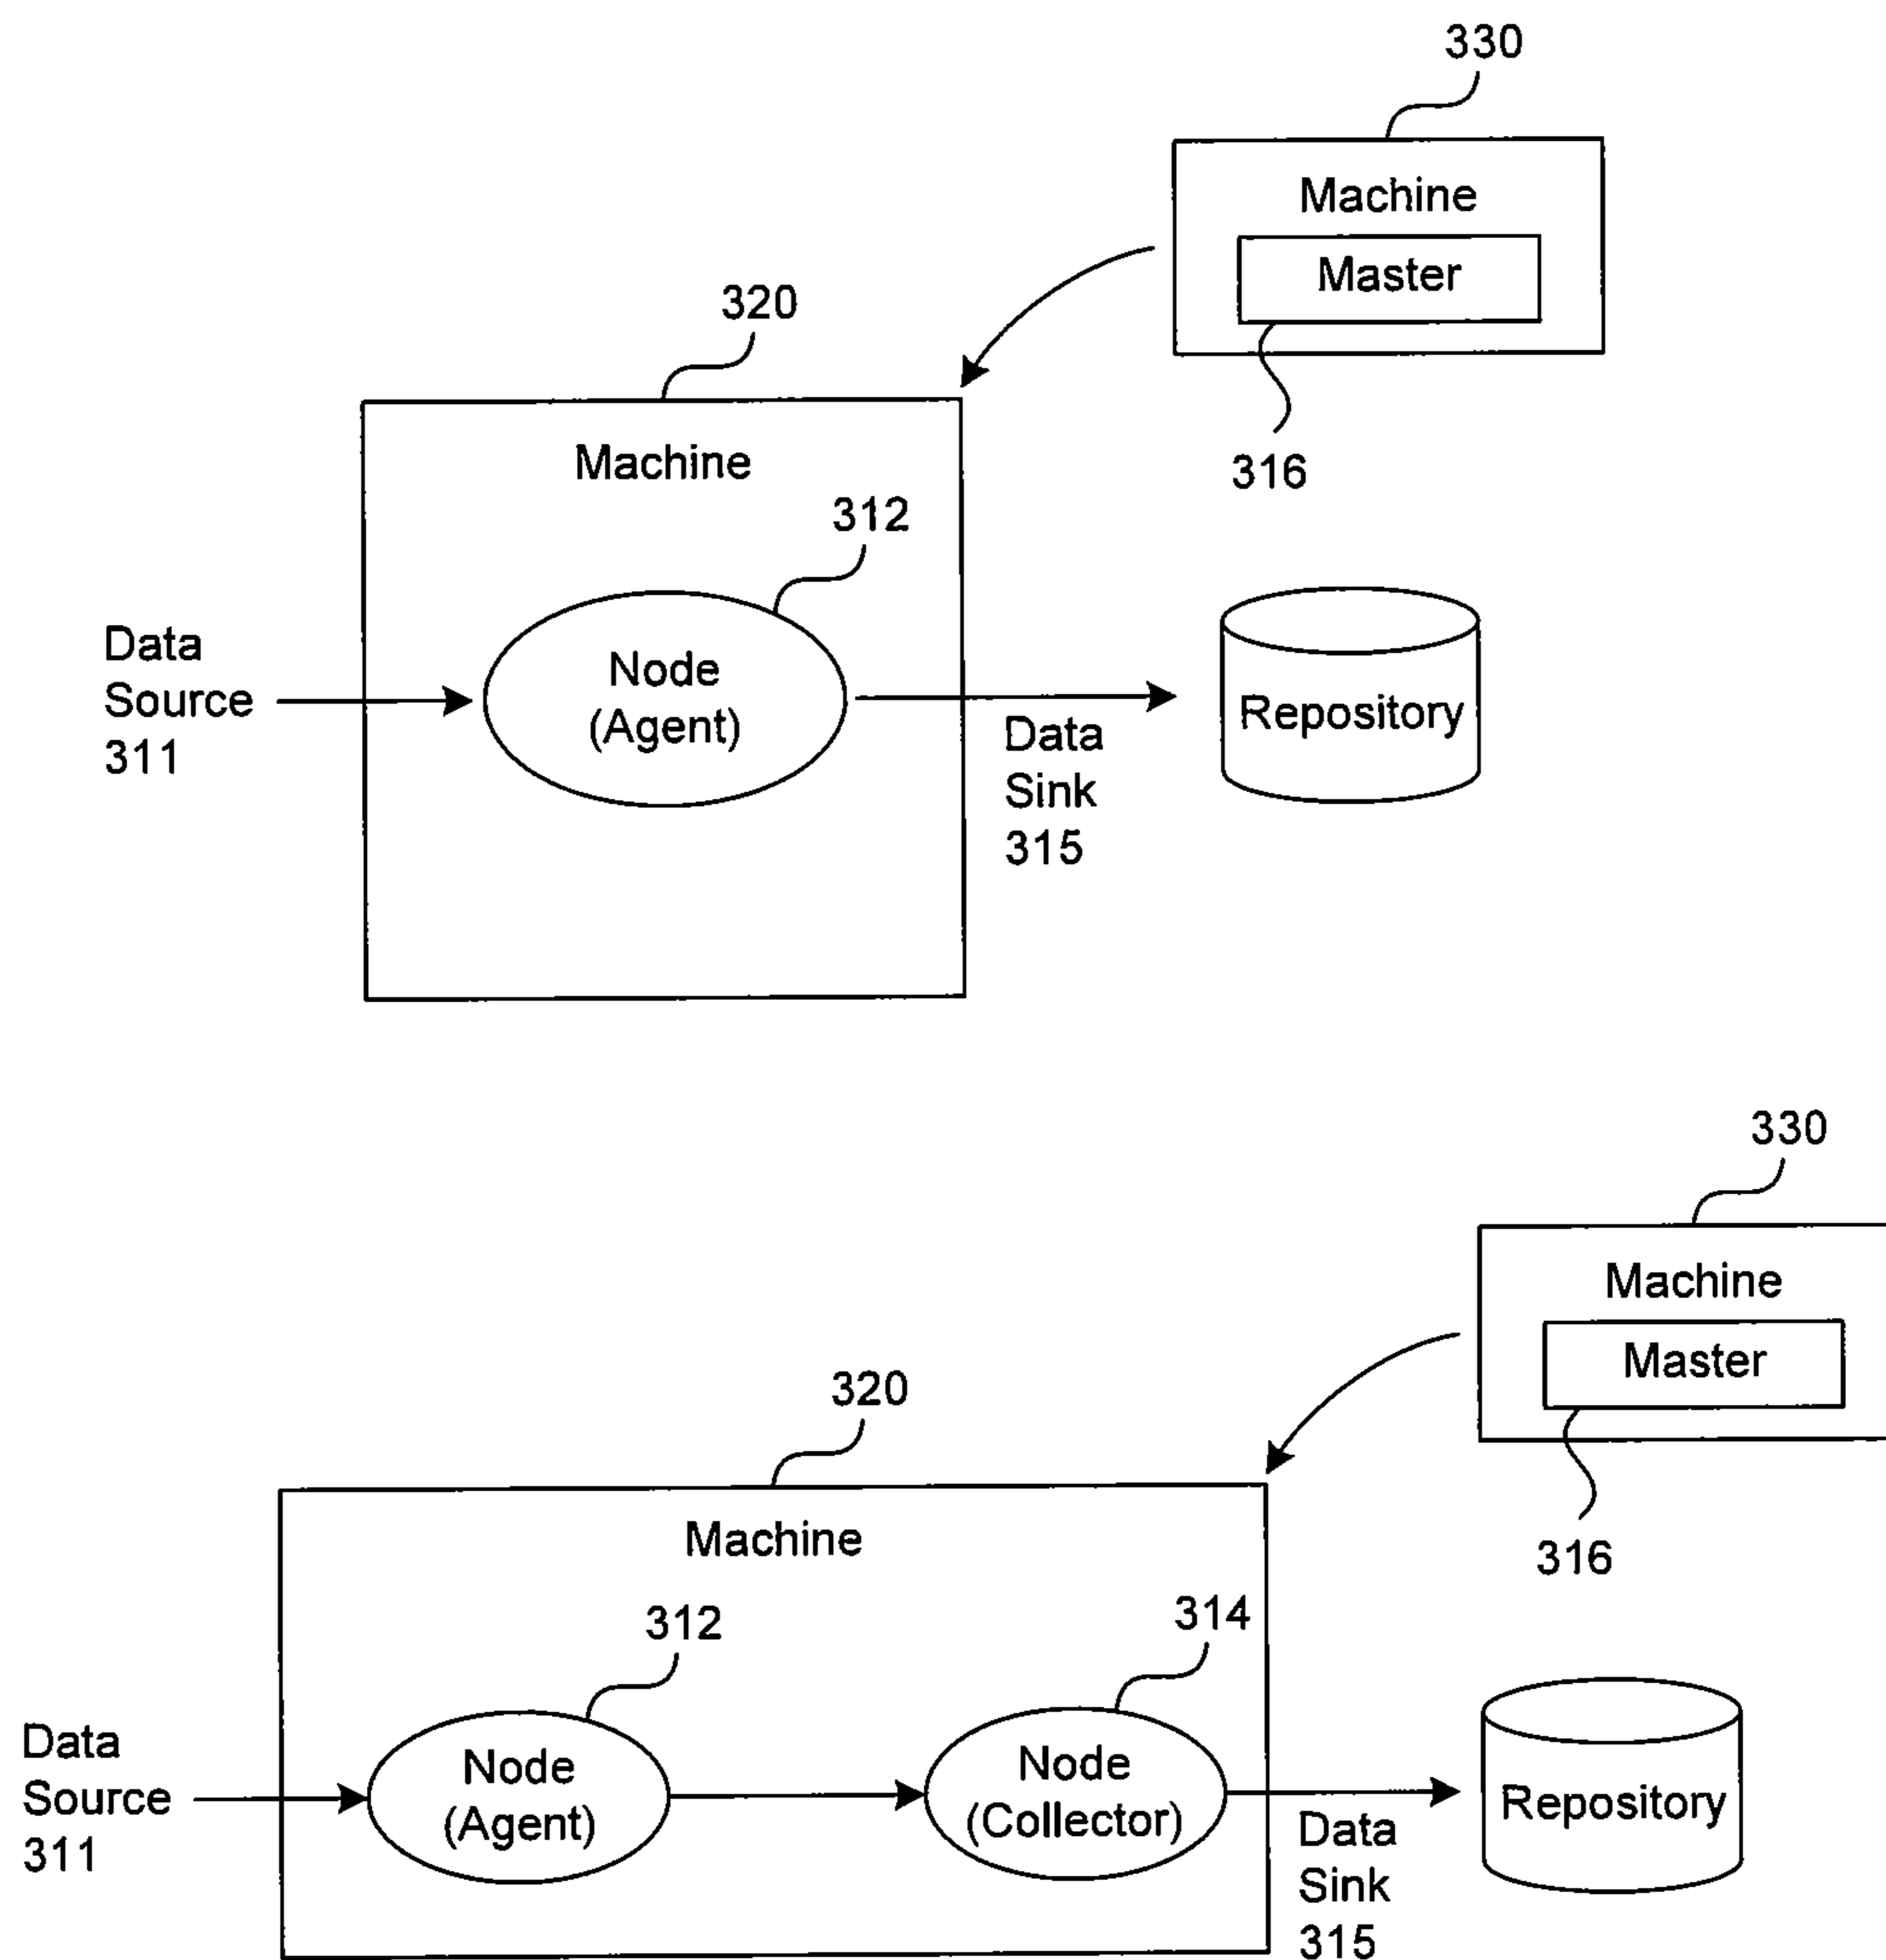 330
Machine
Master
316
320
Machine
312
Data
Source
311
Node
(Agent)
Data
Sink
315
Repository
330
Machine
Master
316
320
Machine
312
314
Data
Source
311
Node
(Agent)
Node
(Collector)
Data
Sink
315
Repository